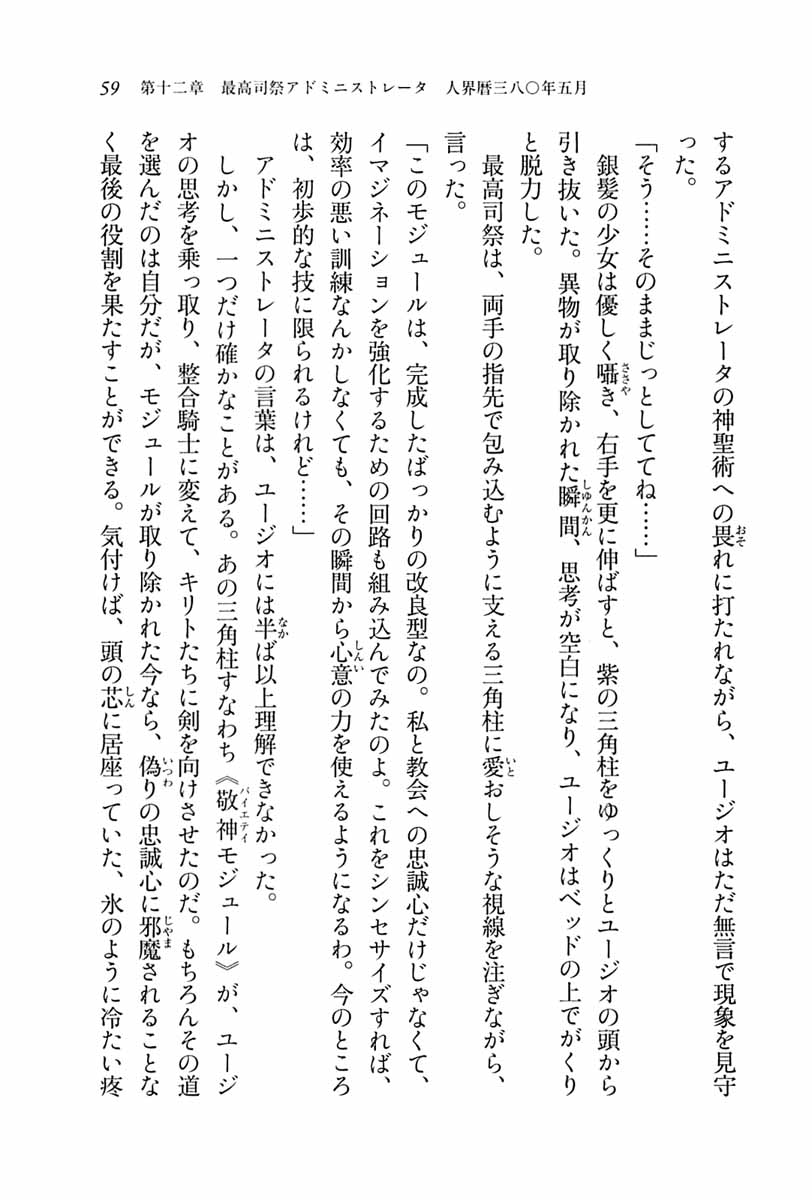 59　第十二章　最高司祭アドミニストレータ　人界暦三八〇年五月
するアドミニストレータの神聖術への畏れに打たれながら、ユージオはただ無言で現象を見守
った。
「そう……そのままじっとしててね……」
銀髪の少女は優しく囁き、右手を更に伸ばすと、紫の三角柱をゆっくりとユージオの頭から
引き抜いた。異物が取り除かれた瞬間、思考が空白になり、ユージオはベッドの上でがくり
と脱力した。
最高司祭は、両手の指先で包み込むように支える三角柱に愛おしそうな視線を注ぎながら、
言った。
「このモジュールは、完成したばっかりの改良型なの。私と教会への忠誠心だけじゃなくて、
イマジネーションを強化するための回路も組み込んでみたのよ。これをシンセサイズすれば、
効率の悪い訓練なんかしなくても、その瞬間から心意の力を使えるようになるわ。今のところ
は、初歩的な技に限られるけれど……」
アドミニストレータの言葉は、ユージオには半ば以上理解できなかった。
しかし、一つだけ確かなことがある。あの三角柱すなわち《敬神モジュール》が、ユージ
オの思考を乗っ取り、整合騎士に変えて、キリトたちに剣を向けさせたのだ。もちろんその道
を選んだのは自分だが、モジュールが取り除かれた今なら、偽りの忠誠心に邪魔されることな
く最後の役割を果たすことができる。気付けば、頭の芯に居座っていた、氷のように冷たい疼